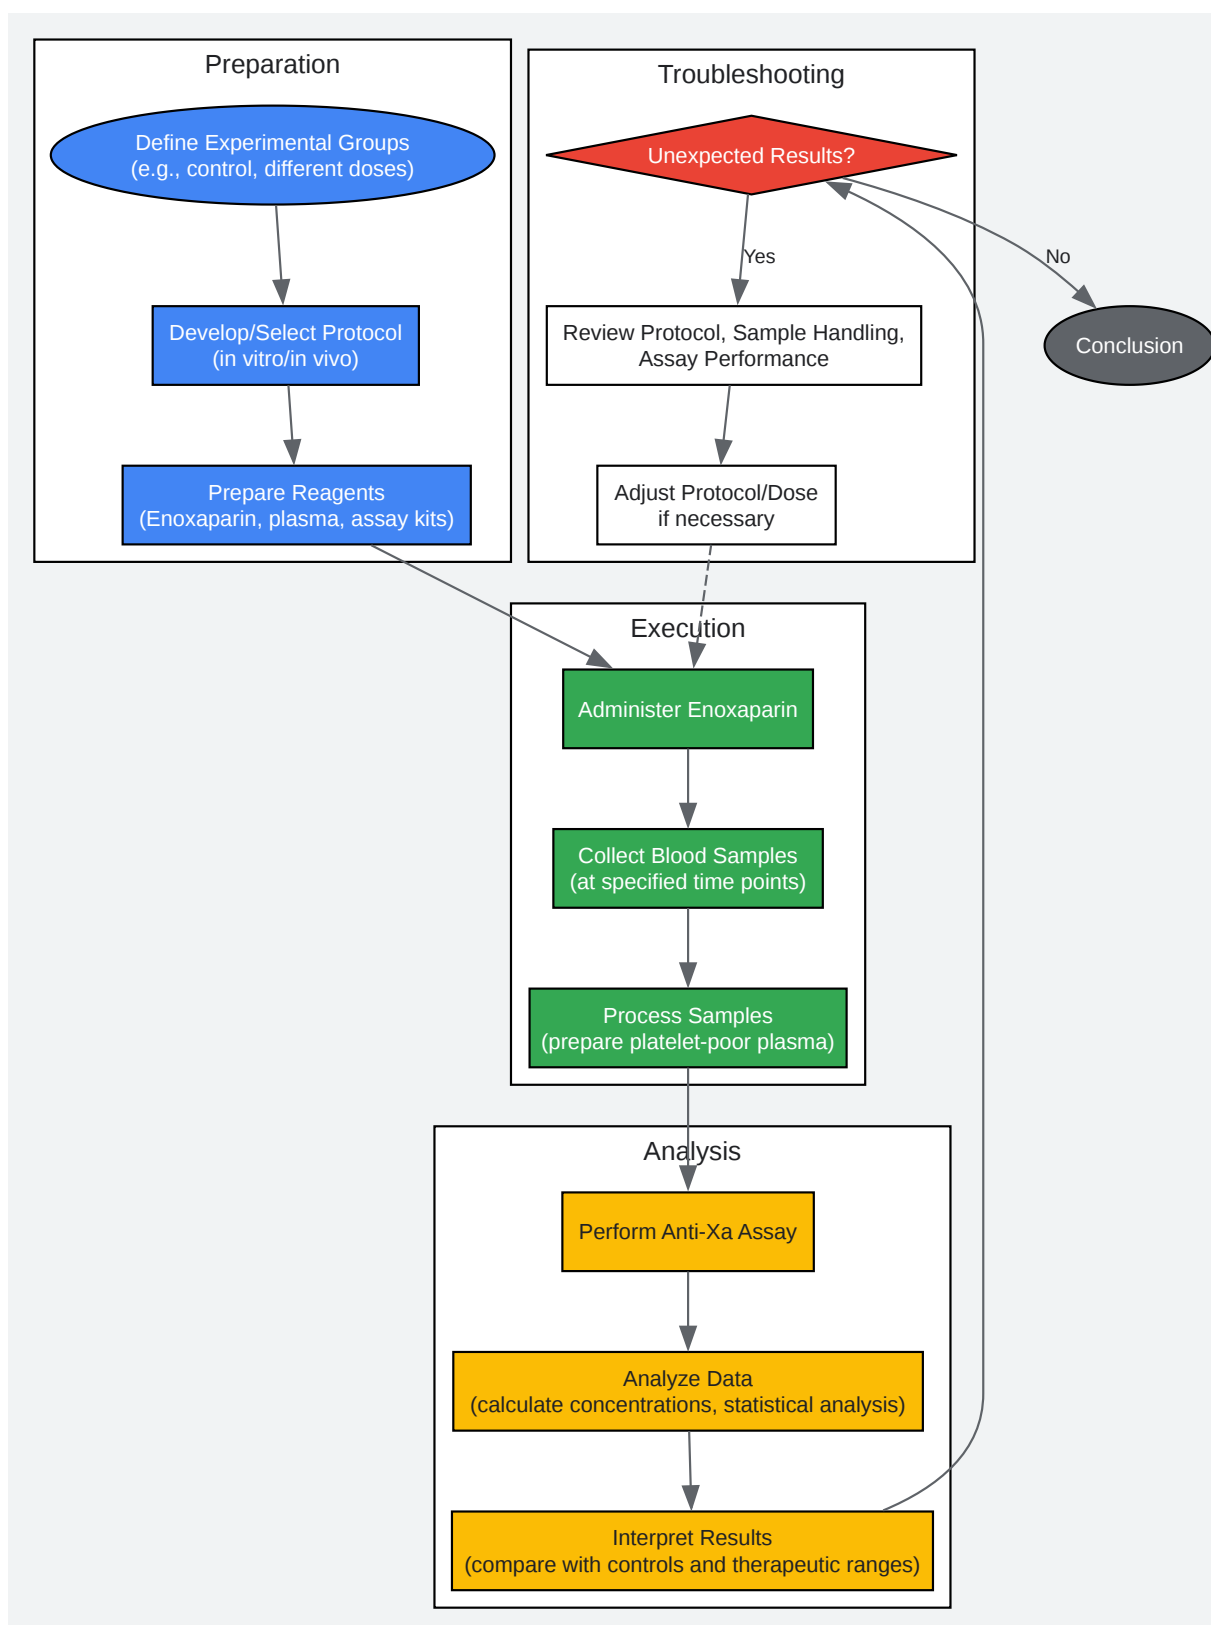 Preparation
Define Experimental Groups
(e.g., control, different doses)
Develop/Select Protocol
(in vitro/in vivo)
Prepare Reagents
(Enoxaparin, plasma, assay kits)
Troubleshooting
Unexpected Results?
Yes
No
Review Protocol, Sample Handling,
Assay Performance
Conclusion
Adjust Protocol/Dose
if necessary
Execution
Administer Enoxaparin
Collect Blood Samples
(at specified time points)
Process Samples
(prepare platelet-poor plasma)
Analysis
Perform Anti-Xa Assay
Analyze Data
(calculate concentrations, statistical analysis)
Interpret Results
(compare with controls and therapeutic ranges)